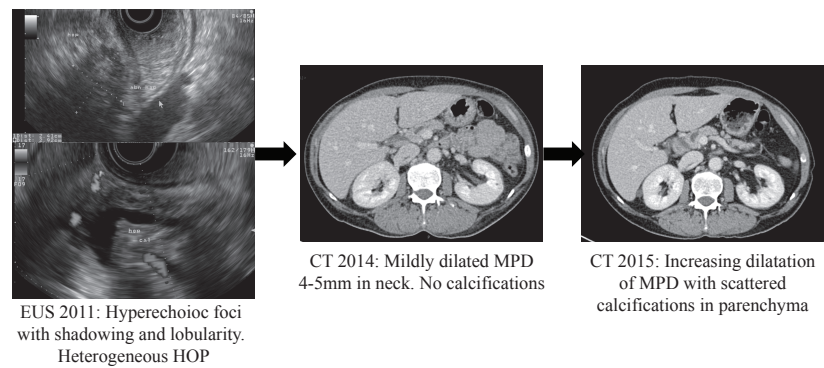 EUS 2011: Hyperechoioc foci
with shadowing and lobularity.
Heterogeneous HOP
CT 2014: Mildly dilated MPD
4-5mm in neck. No calcifications
CT 2015: Increasing dilatation
of MPD with scattered
calcifications in parenchyma